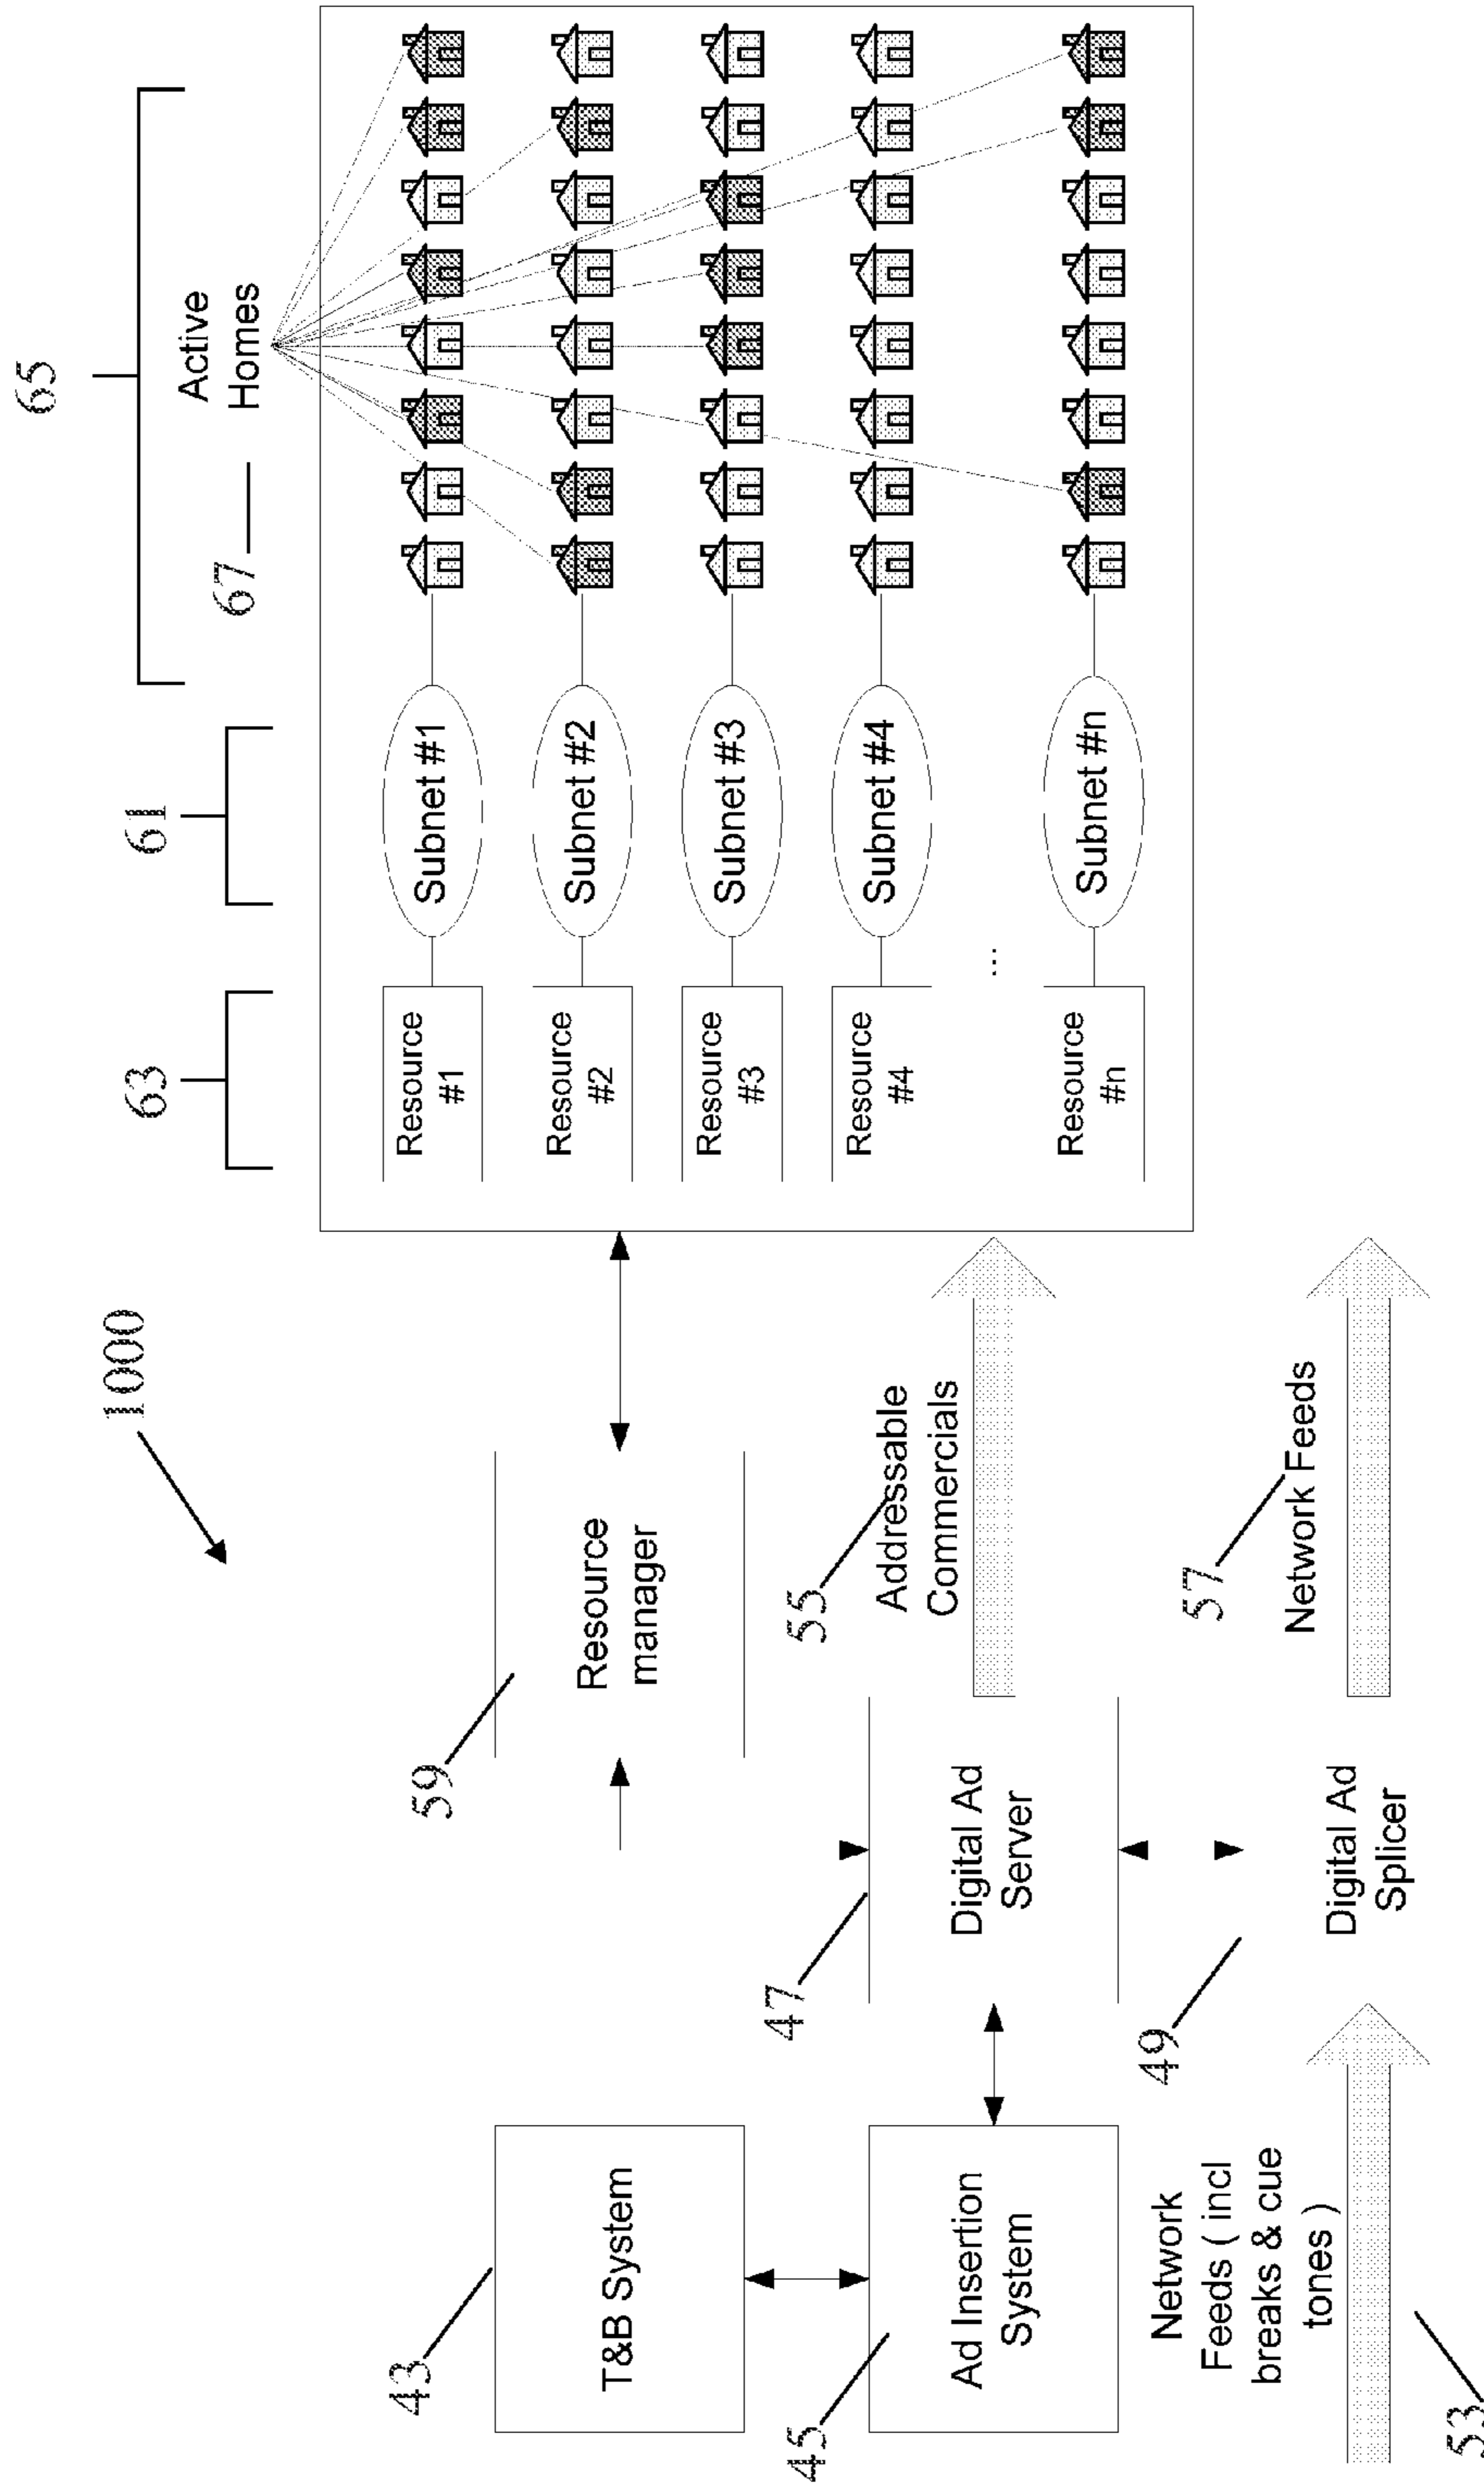 1000
65
63
61
67
Active
Homes
Resource
#1
Subnet #1
Resource
#2
Subnet #2
Resource
#3
Subnet #3
Resource
#4
Subnet #4
...
Resource
#n
Subnet #n
43
T&B System
59
Resource
manager
45
Ad Insertion
System
47
Digital Ad
Server
55
Addressable
Commercials
53
Network
Feeds ( incl
breaks & cue
tones )
49
Digital Ad
Splicer
57
Network Feeds